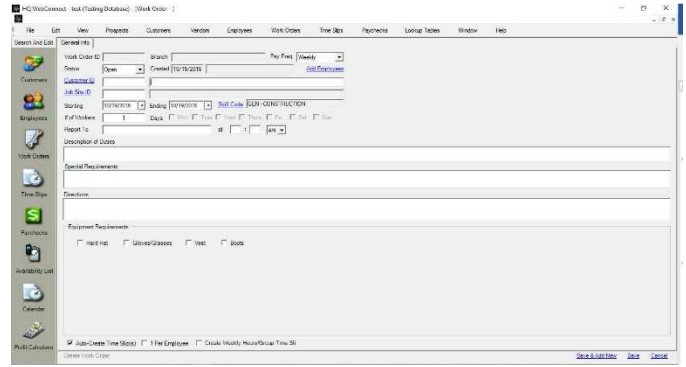 HQ WebConnect - test (Testing Database) - [Work Order - ]
File Edit View Prospects Customers Vendors Employees Work Orders Time Slips Paychecks Lookup Tables Window Help
Search And Edit General Info
Work Order ID Branch Pay Freq Weekly
Status Open Created 10/19/2016 Add Employees
Customers
Customer ID
Job Site ID
Starting 10/19/2016 Ending 10/19/2016 Skill Code GEN -CONSTRUCTION
Employees
# of Workers 1 Days Mon Tues Wed Thurs Fri Sat Sun
Report To at : AM
Description of Duties
Work Orders
Special Requirements
Time Slips
Directions
Paychecks
Equipment Requirements
Hard Hat Gloves/Glasses Vest Boots
Availability List
Calendar
Profit Calculator
Auto-Create Time Slip(s) 1 Per Employee Create Weekly Hours/Group Time Sli
Delete Work Order Save & Add New Save Cancel